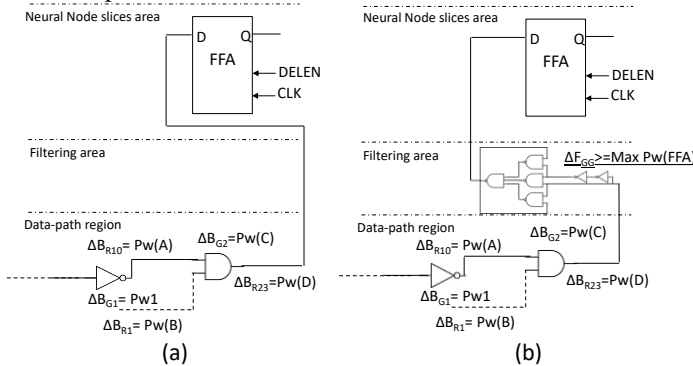 Neural Node slices area
D
Q
FFA
DELEN
CLK
Filtering area
Data-path region
ΔB_R10= Pw(A)
ΔB_G2=Pw(C)
ΔB_G1= Pw1
ΔB_R23=Pw(D)
ΔB_R1= Pw(B)
(a)
Neural Node slices area
D
Q
FFA
DELEN
CLK
Filtering area
ΔF_GG>=Max Pw(FFA)
Data-path region
ΔB_G2=Pw(C)
ΔB_R10= Pw(A)
ΔB_G1= Pw1
ΔB_R23=Pw(D)
ΔB_R1= Pw(B)
(b)